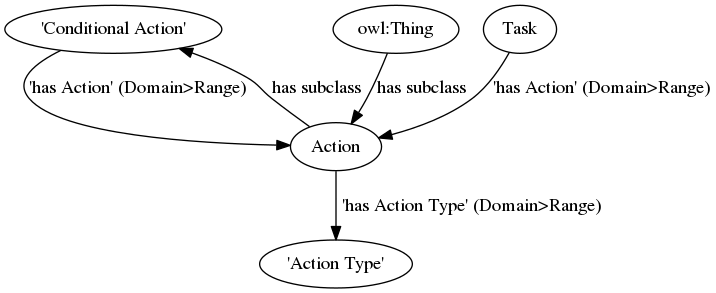 'Conditional Action'
owl:Thing
Task
'has Action' (Domain>Range)
has subclass
has subclass
'has Action' (Domain>Range)
Action
'has Action Type' (Domain>Range)
'Action Type'